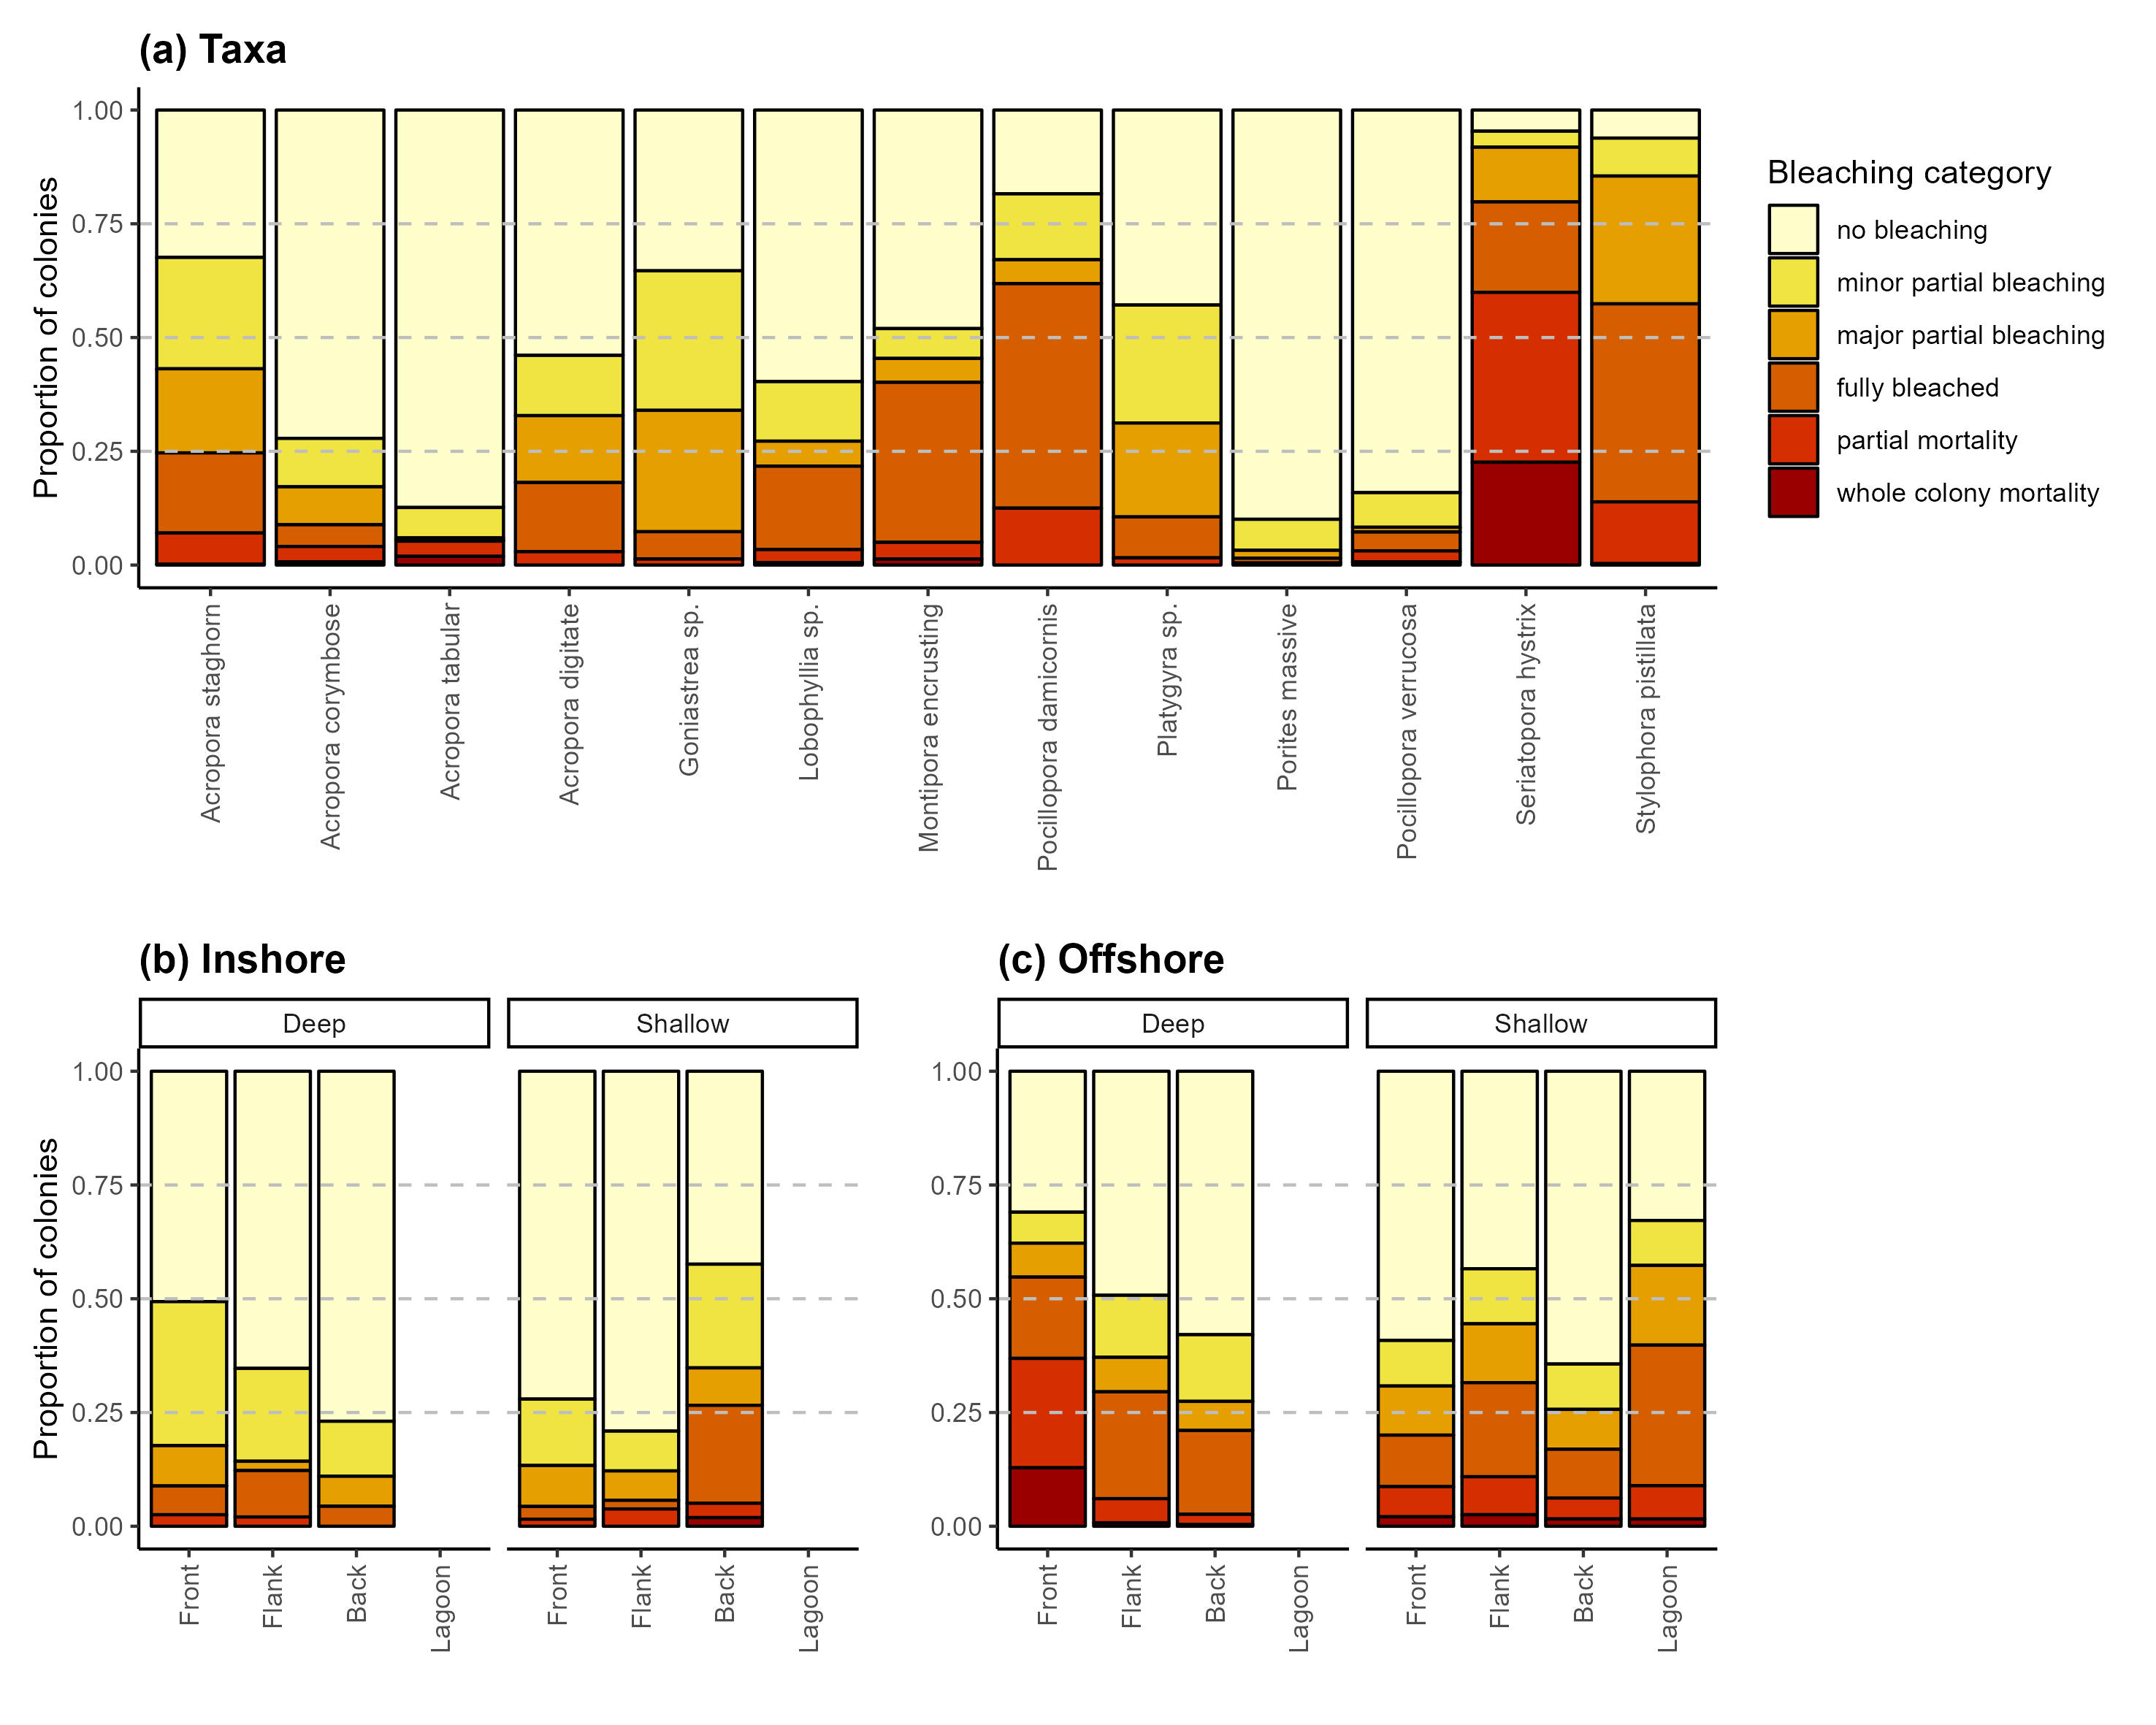 (a) Taxa
Proportion of colonies
1.00
0.75
0.50
0.25
0.00
Acropora staghorn
Acropora corymbose
Acropora tabular
Acropora digitate
Goniastrea sp.
Lobophyllia sp.
Montipora encrusting
Pocillopora damicornis
Platygyra sp.
Porites massive
Pocillopora verrucosa
Seriatopora hystrix
Stylophora pistillata
Bleaching category
no bleaching
minor partial bleaching
major partial bleaching
fully bleached
partial mortality
whole colony mortality
(b) Inshore
Deep
Shallow
Proportion of colonies
1.00
0.75
0.50
0.25
0.00
Front
Flank
Back
Lagoon
Front
Flank
Back
Lagoon
(c) Offshore
Deep
Shallow
1.00
0.75
0.50
0.25
0.00
Front
Flank
Back
Lagoon
Front
Flank
Back
Lagoon